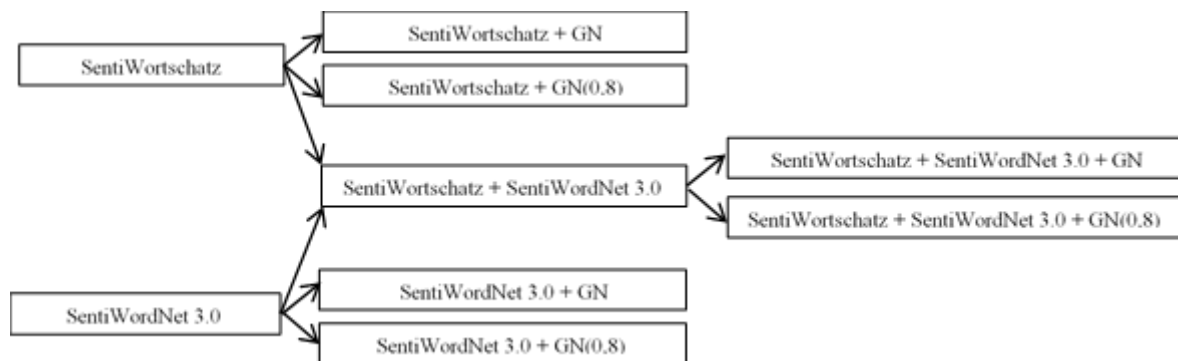 SentiWortschatz + GN
SentiWortschatz
SentiWortschatz + GN(0,8)
SentiWortschatz + SentiWordNet 3.0 + GN
SentiWortschatz + SentiWordNet 3.0
SentiWortschatz + SentiWordNet 3.0 + GN(0,8)
SentiWordNet 3.0 + GN
SentiWordNet 3.0
SentiWordNet 3.0 + GN(0,8)